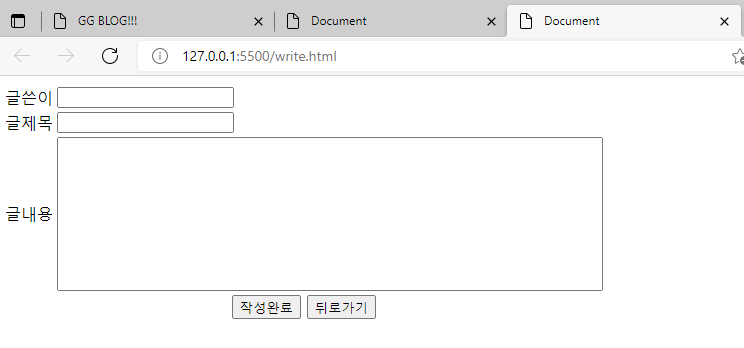 GG BLOG!!! Document Document
127.0.0.1:5500/write.html
글쓴이
글제목
글내용
작성완료 뒤로가기